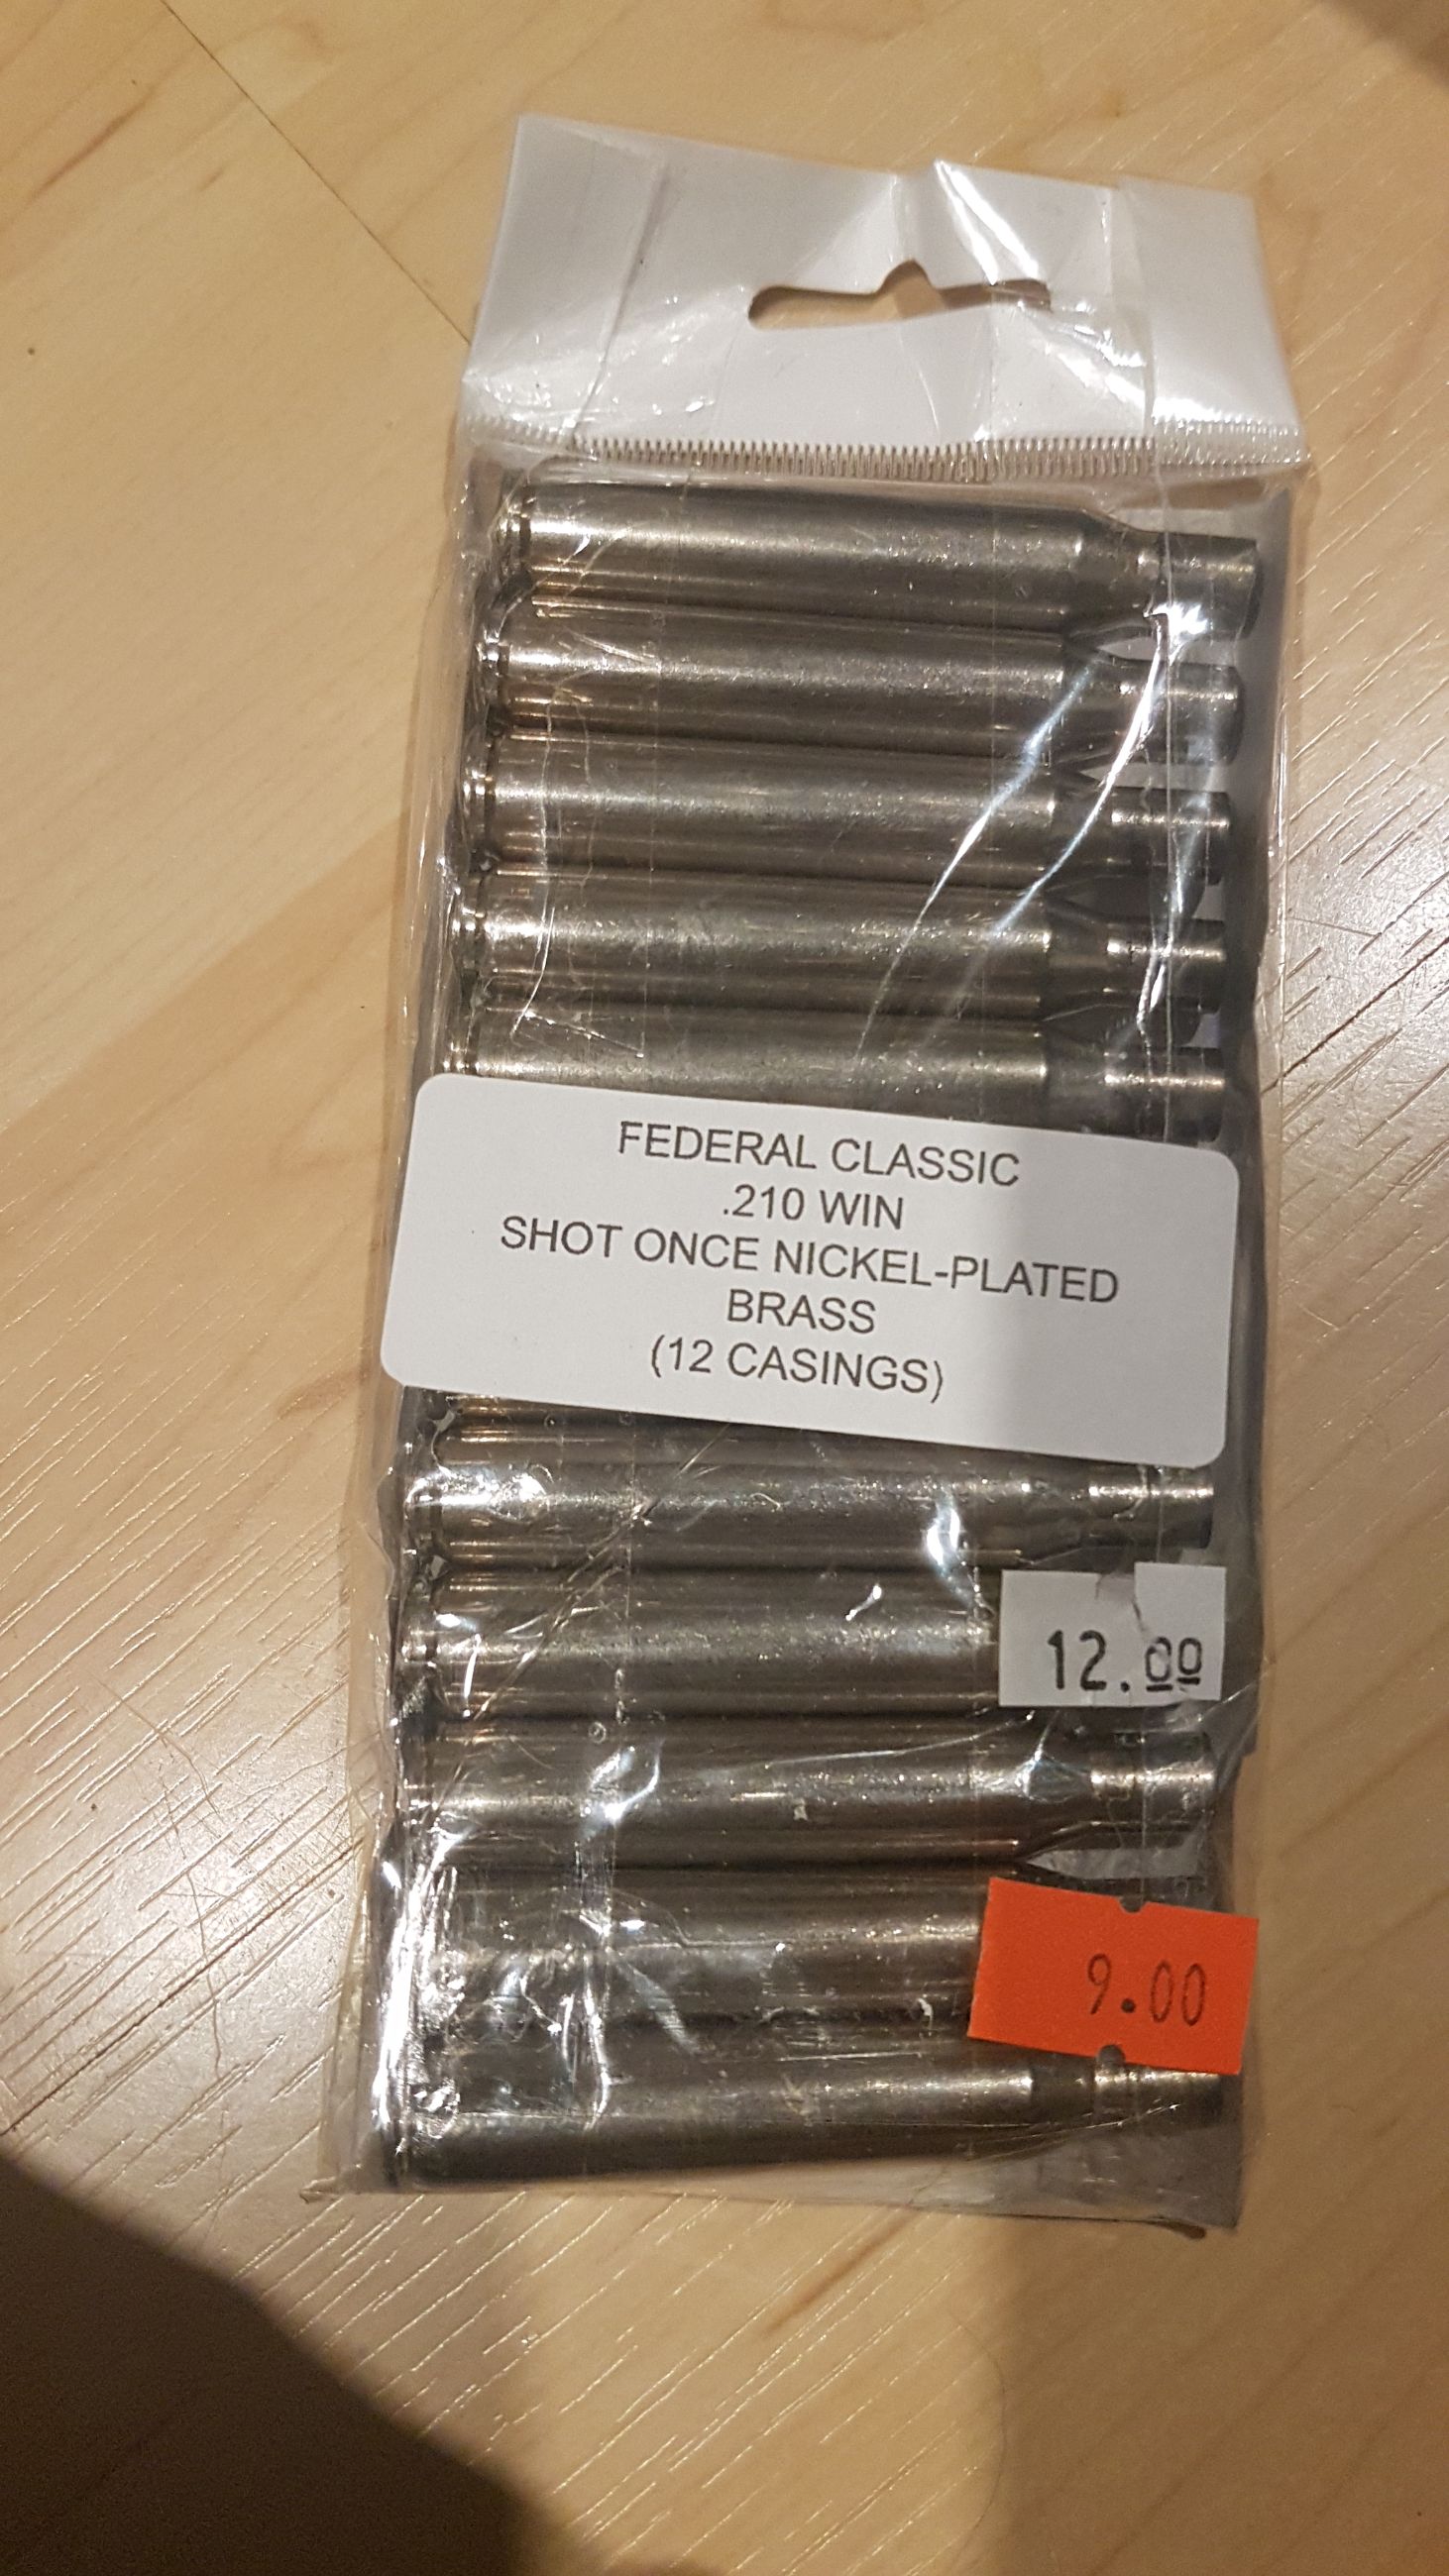 FEDERAL CLASSIC
.210 WIN
SHOT ONCE NICKEL-PLATED
BRASS
(12 CASINGS)
12.00
9.00